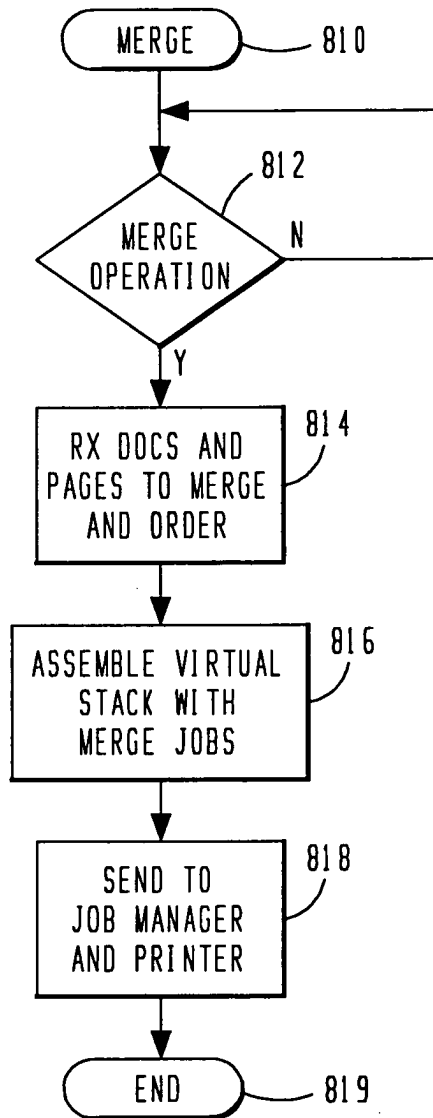 MERGE
810
812
MERGE
OPERATION
N
Y
814
RX DOCS AND
PAGES TO MERGE
AND ORDER
816
ASSEMBLE VIRTUAL
STACK WITH
MERGE JOBS
818
SEND TO
JOB MANAGER
AND PRINTER
END
819